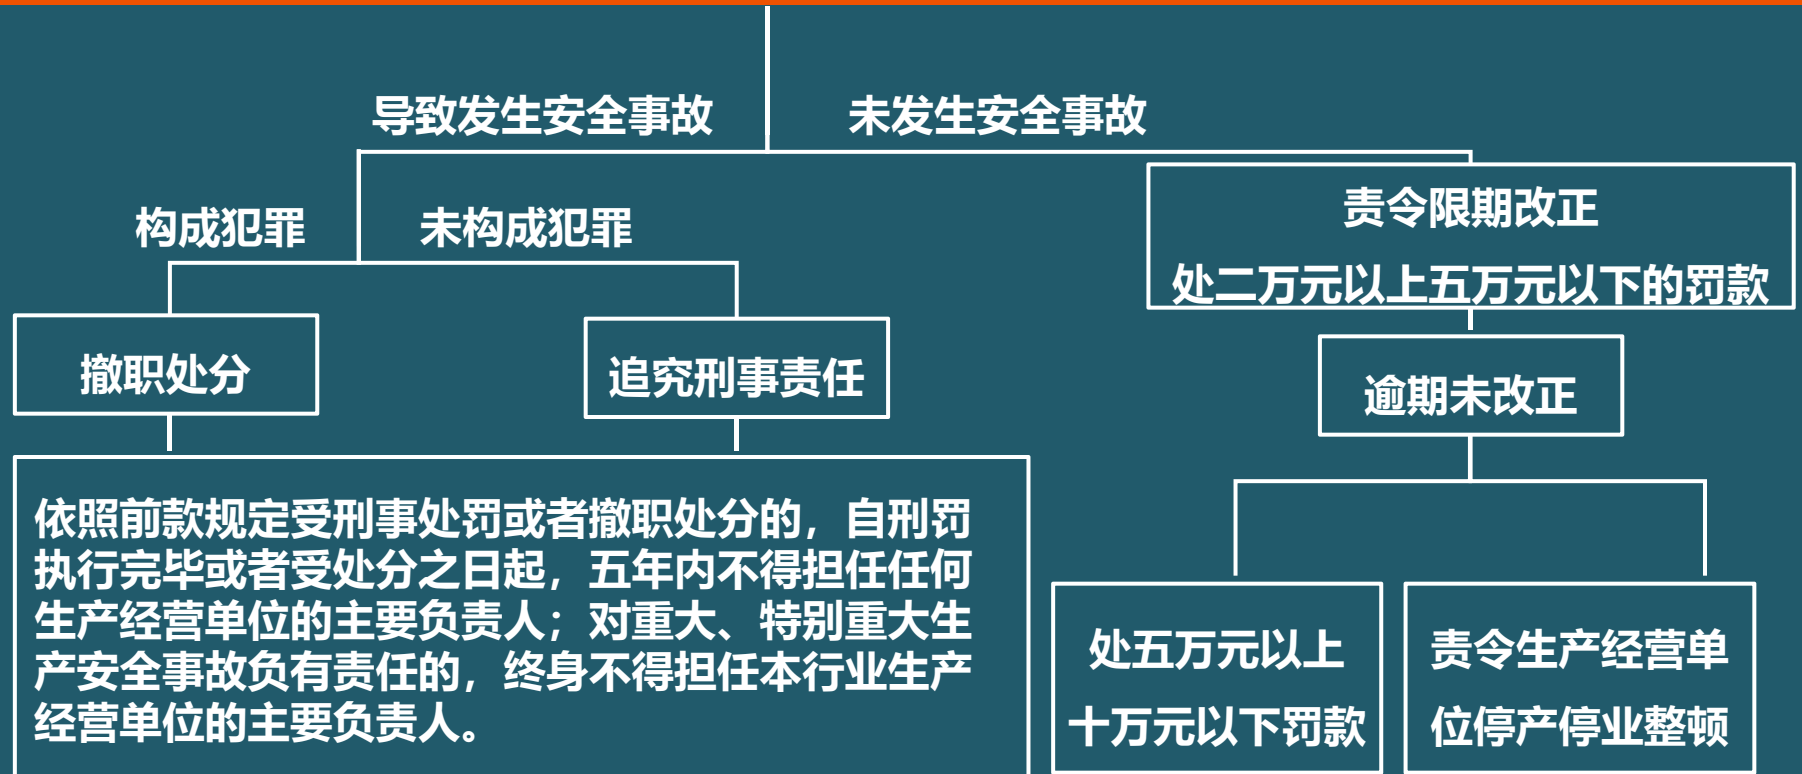 导致发生安全事故
未发生安全事故
构成犯罪
未构成犯罪
责令限期改正
处二万元以上五万元以下的罚款
撤职处分
追究刑事责任
逾期未改正
依照前款规定受刑事处罚或者撤职处分的，自刑罚
执行完毕或者受处分之日起，五年内不得担任任何
生产经营单位的主要负责人；对重大、特别重大生
产安全事故负有责任的，终身不得担任本行业生产
经营单位的主要负责人。
处五万元以上
十万元以下罚款
责令生产经营单
位停产停业整顿